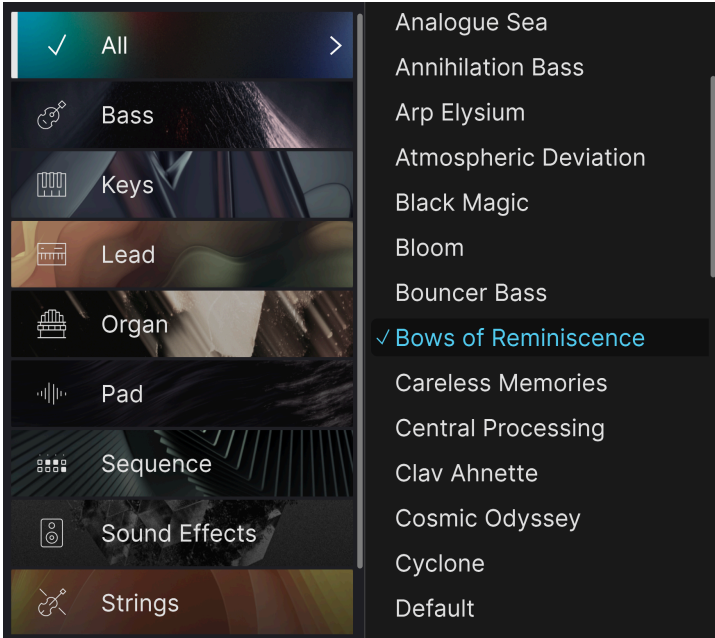 All
Bass
Keys
Lead
Organ
Pad
Sequence
Sound Effects
Strings
Analogue Sea
Annihilation Bass
Arp Elysium
Atmospheric Deviation
Black Magic
Bloom
Bouncer Bass
Bows of Reminiscence
Careless Memories
Central Processing
Clav Ahnette
Cosmic Odyssey
Cyclone
Default